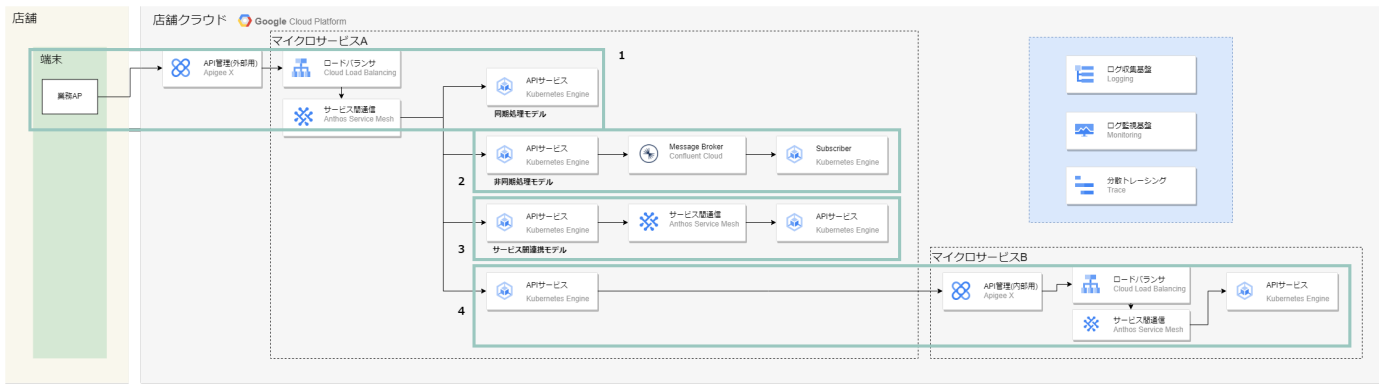 店舗
店舗クラウド
Google Cloud Platform
端末
業務AP
API管理(外部用)
Apigee X
マイクロサービスA
ロードバランサ
Cloud Load Balancing
サービス間通信
Anthos Service Mesh
1
APIサービス
Kubernetes Engine
同期処理モデル
2
APIサービス
Kubernetes Engine
非同期処理モデル
Message Broker
Confluent Cloud
Subscriber
Kubernetes Engine
3
APIサービス
Kubernetes Engine
サービス間連携モデル
サービス間通信
Anthos Service Mesh
APIサービス
Kubernetes Engine
4
APIサービス
Kubernetes Engine
マイクロサービスB
API管理(内部用)
Apigee X
ロードバランサ
Cloud Load Balancing
サービス間通信
Anthos Service Mesh
APIサービス
Kubernetes Engine
ログ収集基盤
Logging
ログ監視基盤
Monitoring
分散トレーシング
Trace